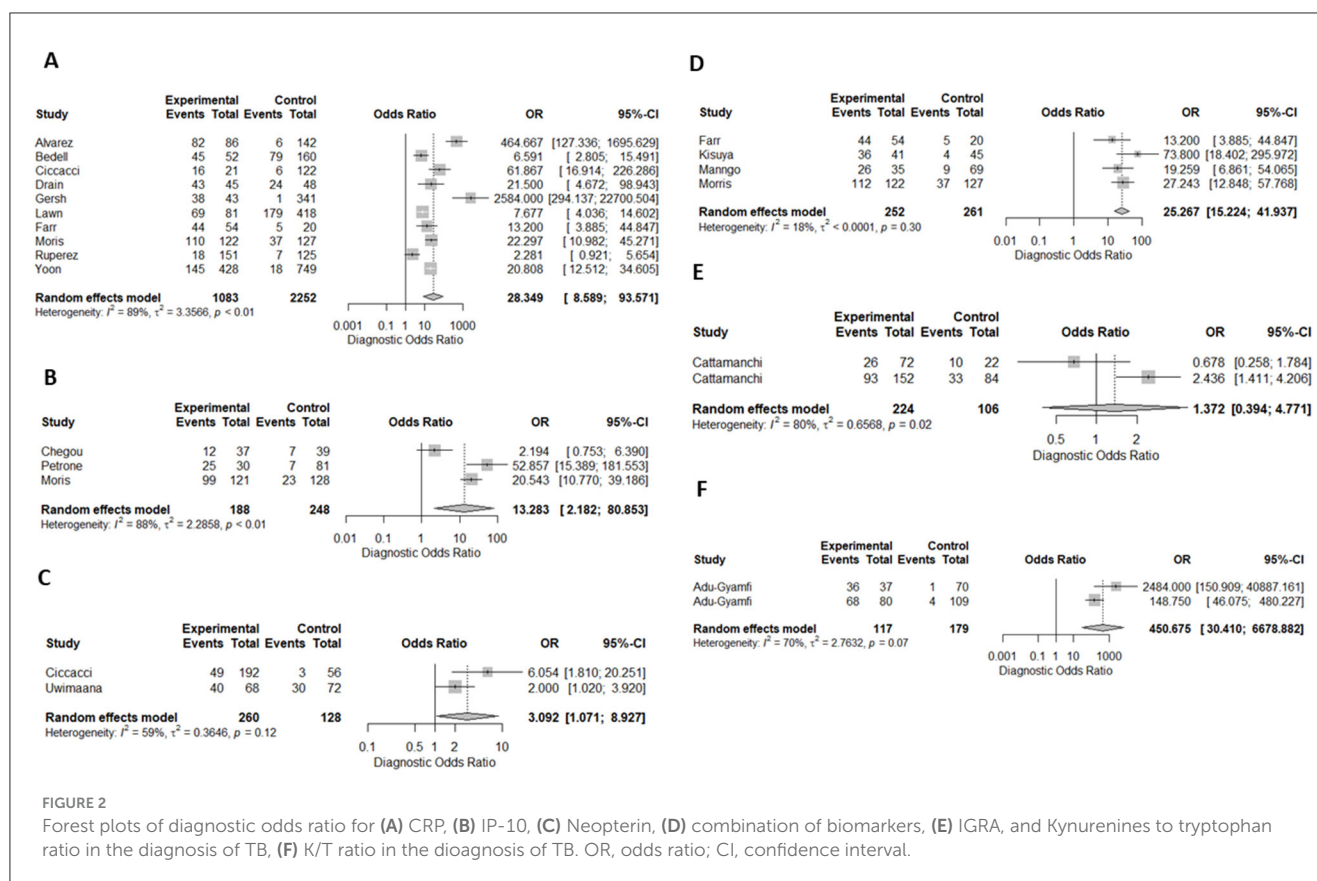 A
Experimental Control
Study Events Total Events Total Odds Ratio OR 95%-CI
Alvarez 82 86 6 142 464.667 [127.336; 1695.629]
Bedell 45 52 79 160 6.591 [ 2.805; 15.491]
Ciccacci 16 21 6 122 61.867 [ 16.914; 226.286]
Drain 43 45 24 48 21.500 [ 4.672; 98.943]
Gersh 38 43 1 341 2584.000 [294.137; 22700.504]
Lawn 69 81 179 418 7.677 [ 4.036; 14.602]
Farr 44 54 5 20 13.200 [ 3.885; 44.847]
Moris 110 122 37 127 22.297 [ 10.982; 45.271]
Ruperez 18 151 7 125 2.281 [ 0.921; 5.654]
Yoon 145 428 18 749 20.808 [ 12.512; 34.605]
Random effects model 1083 2252 28.349 [ 8.589; 93.571]
Heterogeneity: I² = 89%, τ² = 3.3566, p < 0.01
0.001 0.1 1 10 1000
Diagnostic Odds Ratio
B
Experimental Control
Study Events Total Events Total Odds Ratio OR 95%-CI
Chegou 12 37 7 39 2.194 [ 0.753; 6.390]
Petrone 25 30 7 81 52.857 [15.389; 181.553]
Moris 99 121 23 128 20.543 [10.770; 39.186]
Random effects model 188 248 13.283 [ 2.182; 80.853]
Heterogeneity: I² = 88%, τ² = 2.2858, p < 0.01
0.01 0.1 1 10 100
Diagnostic Odds Ratio
C
Experimental Control
Study Events Total Events Total Odds Ratio OR 95%-CI
Ciccacci 49 192 3 56 6.054 [1.810; 20.251]
Uwimaana 40 68 30 72 2.000 [1.020; 3.920]
Random effects model 260 128 3.092 [1.071; 8.927]
Heterogeneity: I² = 59%, τ² = 0.3646, p = 0.12
0.1 0.5 1 2 10
Diagnostic Odds Ratio
D
Experimental Control
Study Events Total Events Total Odds Ratio OR 95%-CI
Farr 44 54 5 20 13.200 [ 3.885; 44.847]
Kisuya 36 41 4 45 73.800 [18.402; 295.972]
Manngo 26 35 9 69 19.259 [ 6.861; 54.065]
Morris 112 122 37 127 27.243 [12.848; 57.768]
Random effects model 252 261 25.267 [15.224; 41.937]
Heterogeneity: I² = 18%, τ² < 0.0001, p = 0.30
0.01 0.1 1 10 100
Diagnostic Odds Ratio
E
Experimental Control
Study Events Total Events Total Odds Ratio OR 95%-CI
Cattamanchi 26 72 10 22 0.678 [0.258; 1.784]
Cattamanchi 93 152 33 84 2.436 [1.411; 4.206]
Random effects model 224 106 1.372 [0.394; 4.771]
Heterogeneity: I² = 80%, τ² = 0.6568, p = 0.02
0.5 1 2
Diagnostic Odds Ratio
F
Experimental Control
Study Events Total Events Total Odds Ratio OR 95%-CI
Adu-Gyamfi 36 37 1 70 2484.000 [150.909; 40887.161]
Adu-Gyamfi 68 80 4 109 148.750 [ 46.075; 480.227]
Random effects model 117 179 450.675 [ 30.410; 6678.882]
Heterogeneity: I² = 70%, τ² = 2.7632, p = 0.07
0.001 0.1 1 10 1000
Diagnostic Odds Ratio
FIGURE 2
Forest plots of diagnostic odds ratio for (A) CRP, (B) IP-10, (C) Neopterin, (D) combination of biomarkers, (E) IGRA, and Kynurenines to tryptophan
ratio in the diagnosis of TB, (F) K/T ratio in the dioagnosis of TB. OR, odds ratio; CI, confidence interval.